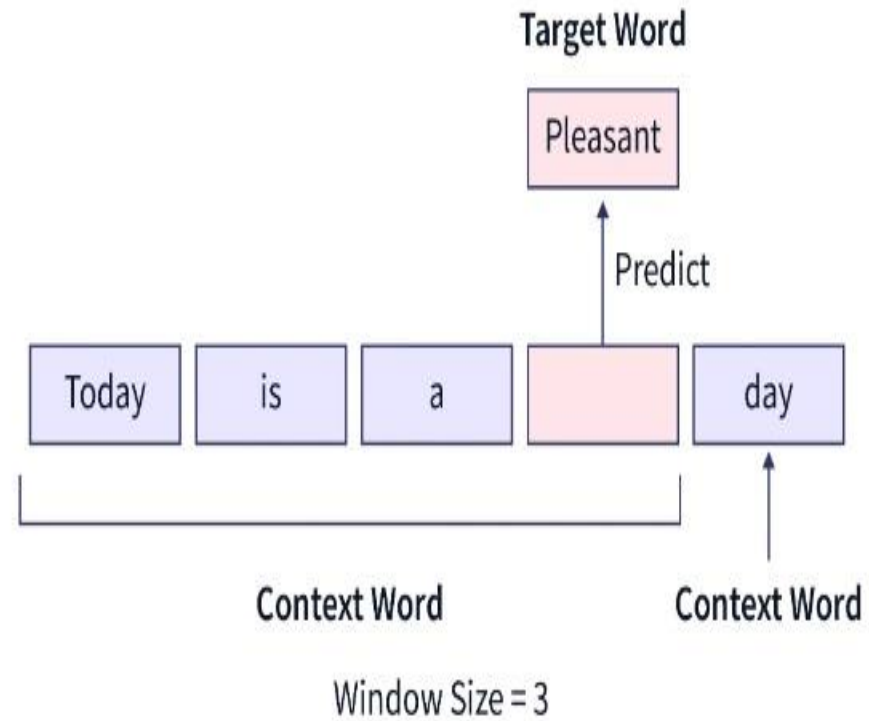 Target Word
Pleasant
Predict
Today is a day
Context Word Context Word
Window Size = 3